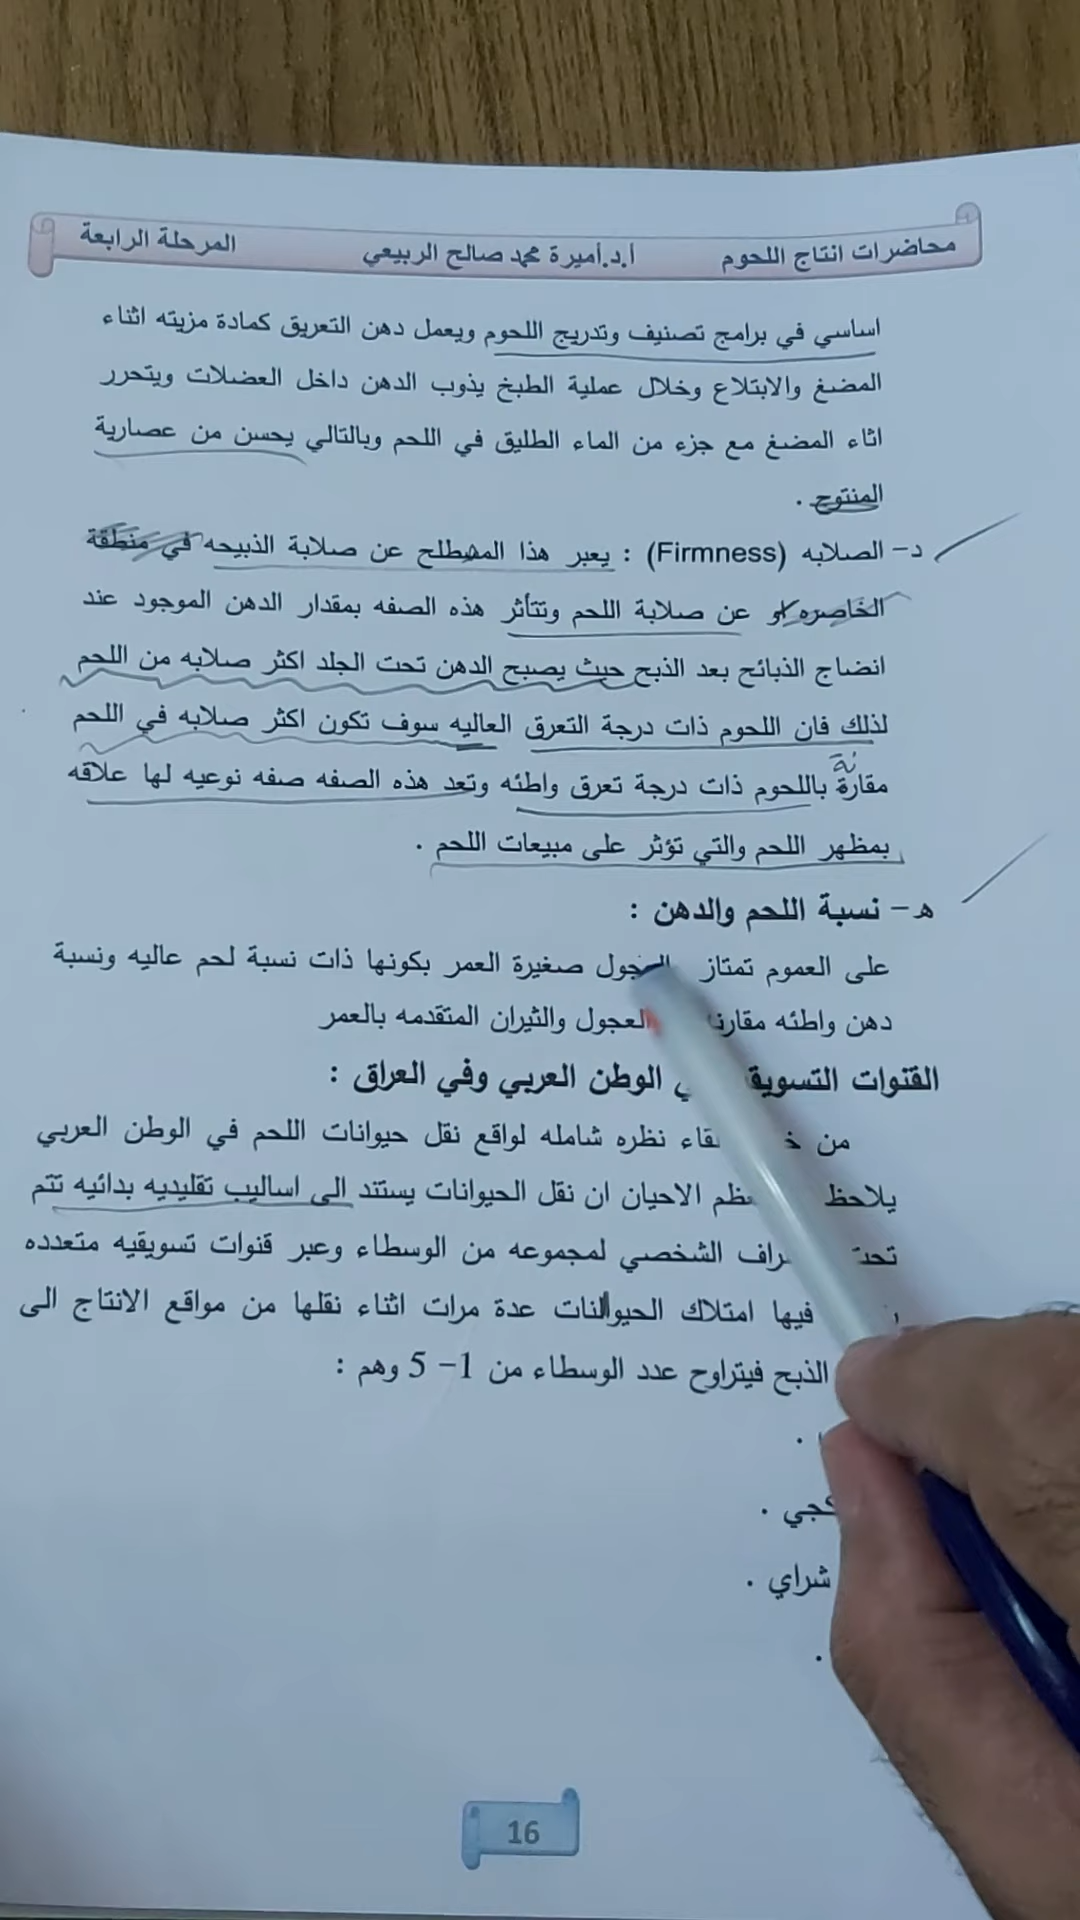 محاضرات انتاج اللحوم أ.د.أميرة محمد صالح الربيعي المرحلة الرابعة
اساسي في برامج تصنيف وتدريج اللحوم ويعمل دهن التعريق كمادة مزيته اثناء
المضغ والابتلاع وخلال عملية الطبخ يذوب الدهن داخل العضلات ويتحرر
اثاء المضغ مع جزء من الماء الطليق في اللحم وبالتالي يحسن من عصارية
المنتوج .
د- الصلابه (Firmness) : يعبر هذا المصطلح عن صلابة الذبيحه في منطقة
الخاصره او عن صلابة اللحم وتتأثر هذه الصفه بمقدار الدهن الموجود عند
انضاج الذبائح بعد الذبح حيث يصبح الدهن تحت الجلد اكثر صلابه من اللحم
لذلك فان اللحوم ذات درجة التعرق العاليه سوف تكون اكثر صلابه في اللحم
مقارة باللحوم ذات درجة تعرق واطئه وتعد هذه الصفه صفه نوعيه لها علاقه
نة
بمظهر اللحم والتي تؤثر على مبيعات اللحم .
ه- نسبة اللحم والدهن :
على العموم تمتاز العجول صغيرة العمر بكونها ذات نسبة لحم عاليه ونسبة
دهن واطئه العجول والثيران المتقدمه بالعمر
القنوات الوطن العربي وفي العراق :
من نظره شامله لواقع نقل حيوانات اللحم في الوطن العربي
يلاحظ الاحيان ان نقل الحيوانات يستند الى اساليب تقليديه بدائيه تتم
الشخصي لمجموعه من الوسطاء وعبر قنوات تسويقيه متعدده
فيها امتلاك الحيوانات عدة مرات اثناء نقلها من مواقع الانتاج الى
الذبح فيتراوح عدد الوسطاء من 1- 5 وهم :
شراي .
16